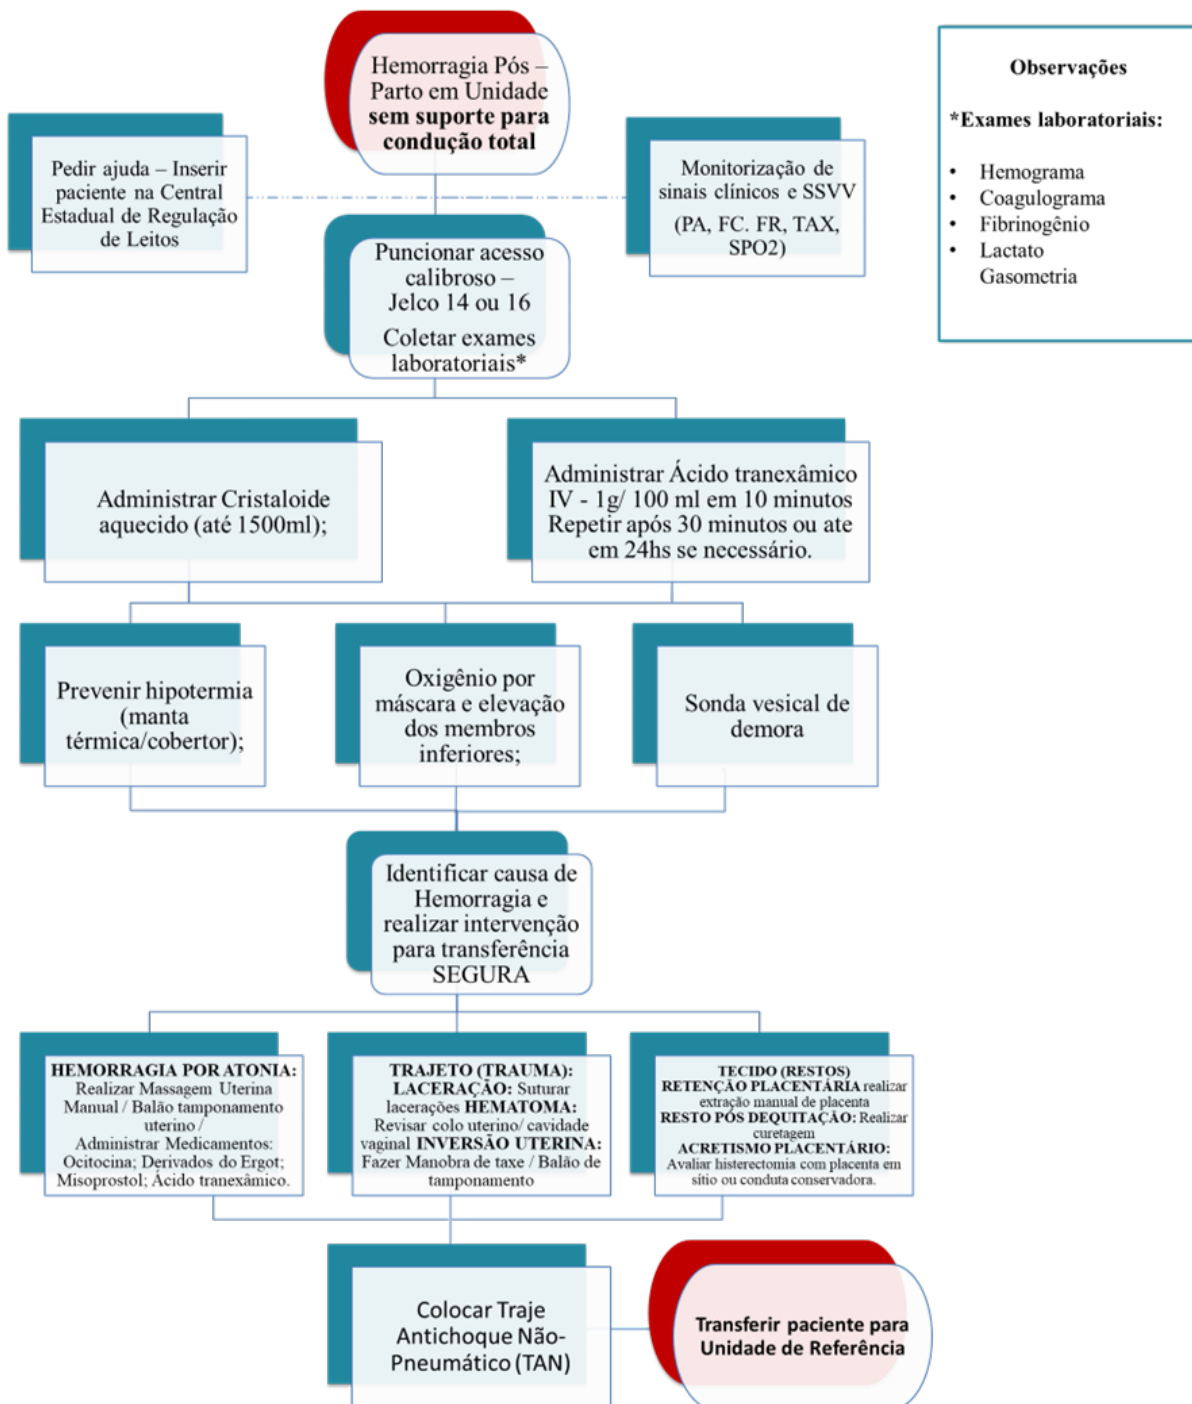 Hemorragia Pós –
Parto em Unidade
sem suporte para
condução total
Pedir ajuda – Inserir
paciente na Central
Estadual de Regulação
de Leitos
Monitorização de
sinais clínicos e SSVV
(PA, FC. FR, TAX,
SPO2)
Observações
*Exames laboratoriais:
• Hemograma
• Coagulograma
• Fibrinogênio
• Lactato
Gasometria
Puncionar acesso
calibroso –
Jelco 14 ou 16
Coletar exames
laboratoriais*
Administrar Cristaloide
aquecido (até 1500ml);
Administrar Ácido tranexâmico
IV - 1g/ 100 ml em 10 minutos
Repetir após 30 minutos ou ate
em 24hs se necessário.
Prevenir hipotermia
(manta
térmica/cobertor);
Oxigênio por
máscara e elevação
dos membros
inferiores;
Sonda vesical de
demora
Identificar causa de
Hemorragia e
realizar intervenção
para transferência
SEGURA
HEMORRAGIA POR ATONIA:
Realizar Massagem Uterina
Manual / Balão tamponamento
uterino /
Administrar Medicamentos:
Ocitocina; Derivados do Ergot;
Misoprostol; Ácido tranexâmico.
TRAJETO (TRAUMA):
LACERAÇÃO: Suturar
lacerações HEMATOMA:
Revisar colo uterino/ cavidade
vaginal INVERSÃO UTERINA:
Fazer Manobra de taxe / Balão de
tamponamento
TECIDO (RESTOS)
RETENÇÃO PLACENTÁRIA realizar
extração manual de placenta
RESTO PÓS DEQUITAÇÃO: Realizar
curetagem
ACRETISMO PLACENTÁRIO:
Avaliar histerectomia com placenta em
sítio ou conduta conservadora.
Colocar Traje
Antichoque Não-
Pneumático (TAN)
Transferir paciente para
Unidade de Referência